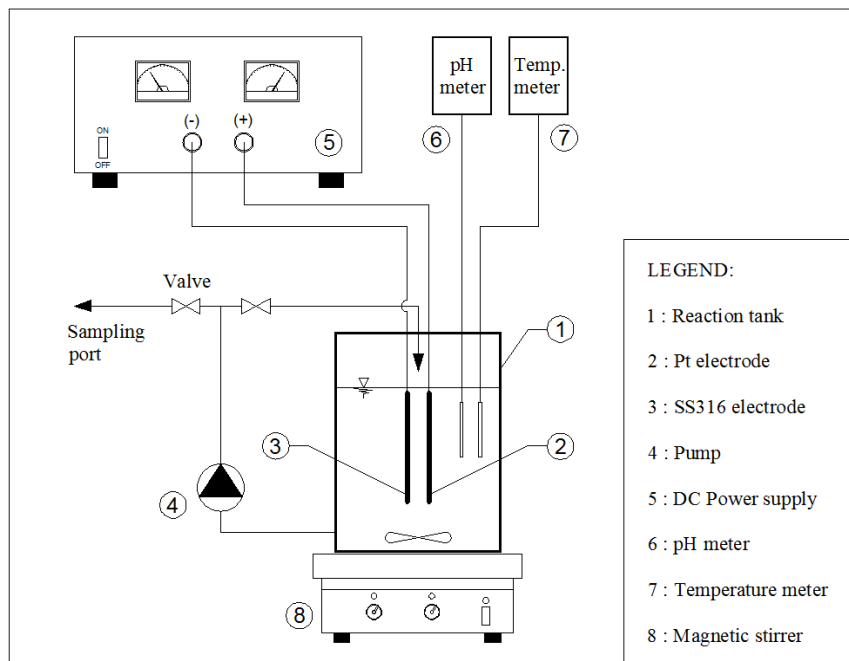 pH
meter
Temp.
meter
(-)
(+)
ON
OFF
5
6
7
Valve
Sampling
port
1
3
2
4
8
LEGEND:
1 : Reaction tank
2 : Pt electrode
3 : SS316 electrode
4 : Pump
5 : DC Power supply
6 : pH meter
7 : Temperature meter
8 : Magnetic stirrer